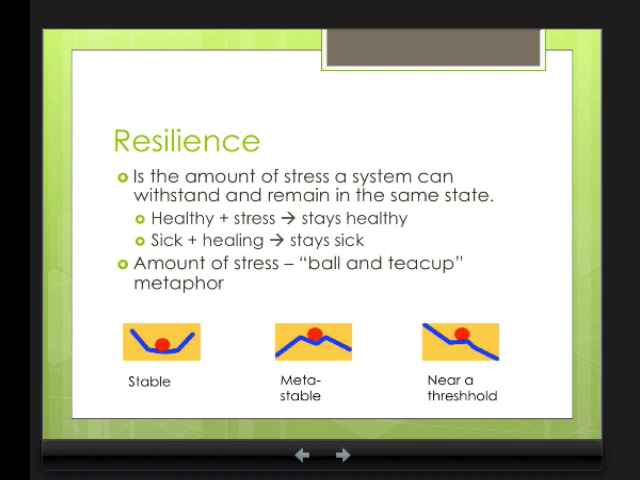 Resilience
Is the amount of stress a system can
withstand and remain in the same state.
Healthy + stress → stays healthy
Sick + healing → stays sick
Amount of stress – “ball and teacup”
metaphor
Stable
Meta-
stable
Near a
threshhold